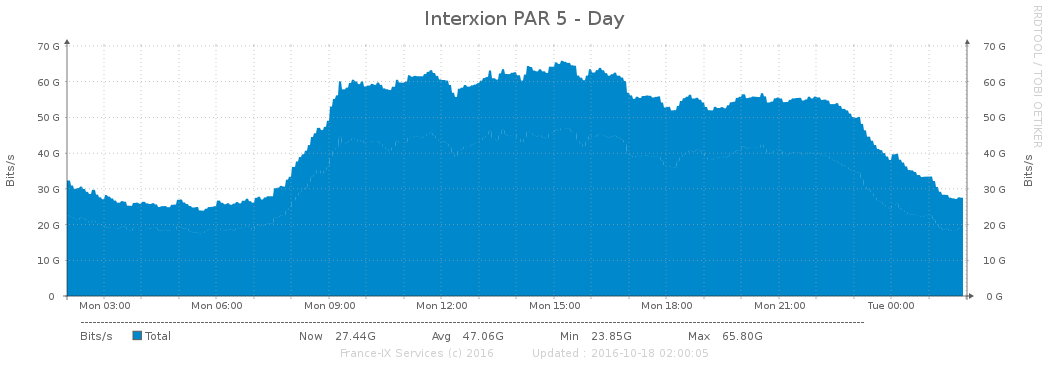 Interxion PAR 5 - Day
RRDTOOL / TOBI OETIKER
70 G 70 G
60 G 60 G
50 G 50 G
40 G 40 G
30 G 30 G
20 G 20 G
10 G 10 G
0 0 G
Bits/s
Bits/s
Mon 03:00 Mon 06:00 Mon 09:00 Mon 12:00 Mon 15:00 Mon 18:00 Mon 21:00 Tue 00:00
Bits/s Total Now 27.44G Avg 47.06G Min 23.85G Max 65.80G
France-IX Services (c) 2016 Updated : 2016-10-18 02:00:05